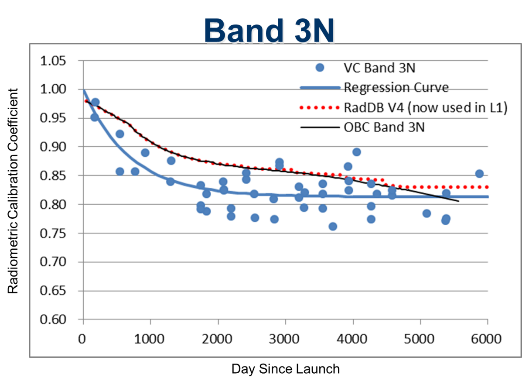 Band 3N
VC Band 3N
Regression Curve
RadDB V4 (now used in L1)
OBC Band 3N
Radiometric Calibration Coefficient
1.05
1.00
0.95
0.90
0.85
0.80
0.75
0.70
0.65
0.60
0 1000 2000 3000 4000 5000 6000
Day Since Launch